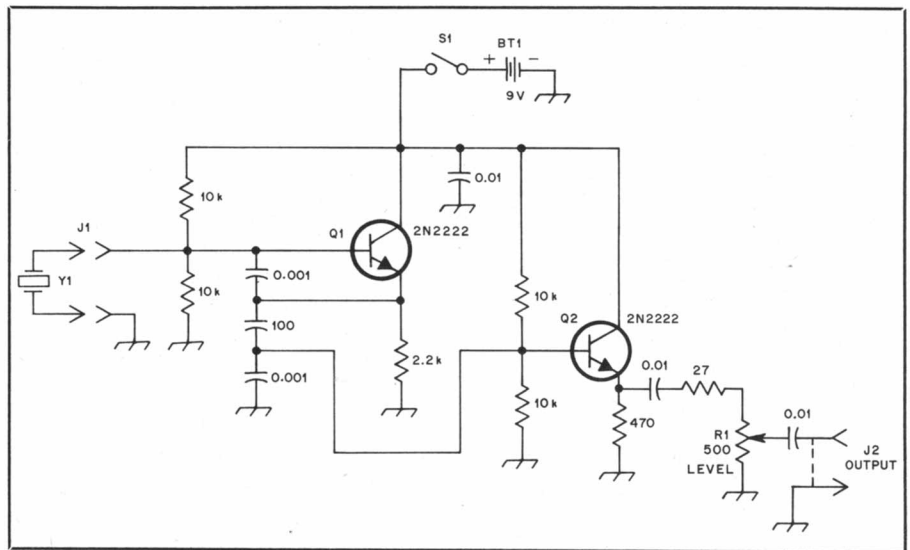 S1
+ BT1 −
9V
10k
0.01
J1
Q1
2N2222
Y1
10k
0.001
100
0.001
2.2k
10k
Q2
2N2222
10k
0.01
27
470
R1
500
LEVEL
0.01
J2
OUTPUT